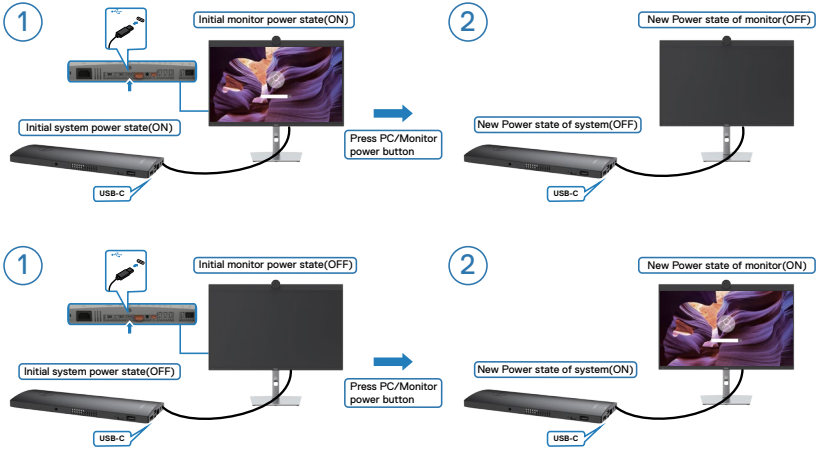 1
Initial monitor power state(ON)
Initial system power state(ON)
USB-C
Press PC/Monitor
power button
2
New Power state of monitor(OFF)
New Power state of system(OFF)
USB-C
1
Initial monitor power state(OFF)
Initial system power state(OFF)
USB-C
Press PC/Monitor
power button
2
New Power state of monitor(ON)
New Power state of system(ON)
USB-C